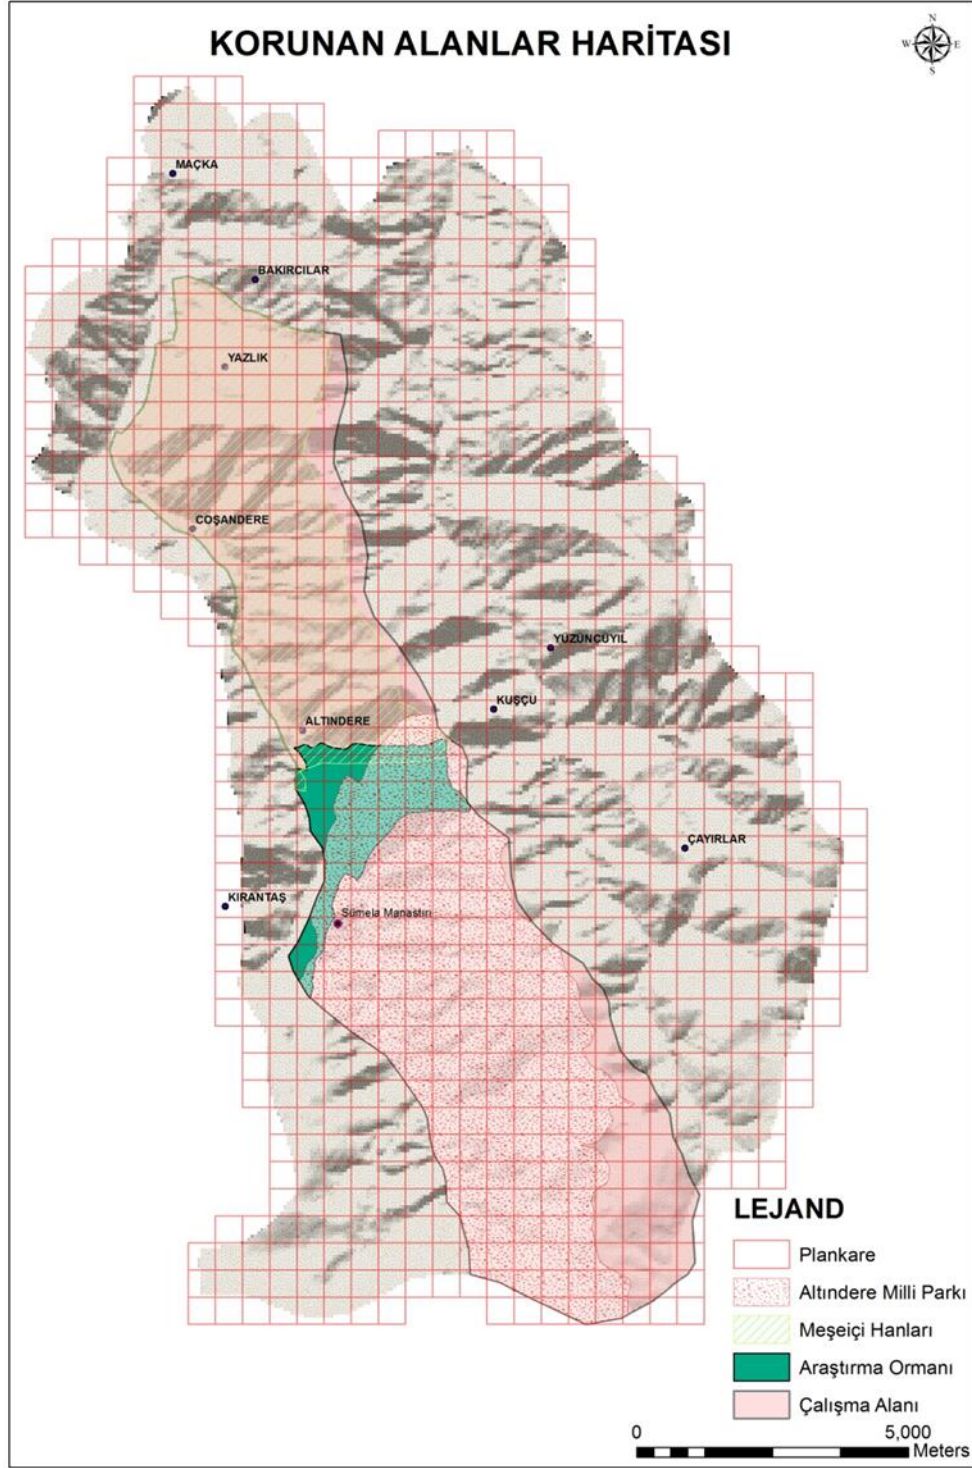 KORUNAN ALANLAR HARİTASI
N
W E
S
MAÇKA
BAKIRCILAR
YAZLIK
COŞANDERE
YÜZÜNCÜYIL
KUŞÇU
ALTINDERE
ÇAYIRLAR
KIRANTAŞ
Sümela Manastırı
LEJAND
Plankare
Altındere Milli Parkı
Meşeiçi Hanları
Araştırma Ormanı
Çalışma Alanı
0 5,000
Meters